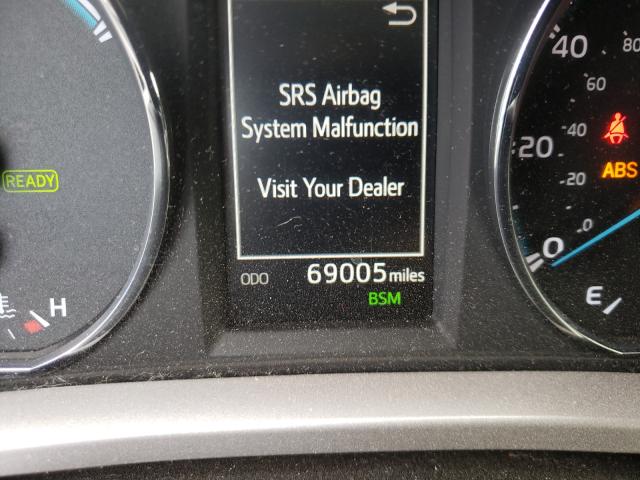 SRS Airbag
System Malfunction
Visit Your Dealer
ODO 69005 miles
BSM
READY
H
40
80
60
40
20
20
0
0
ABS
E